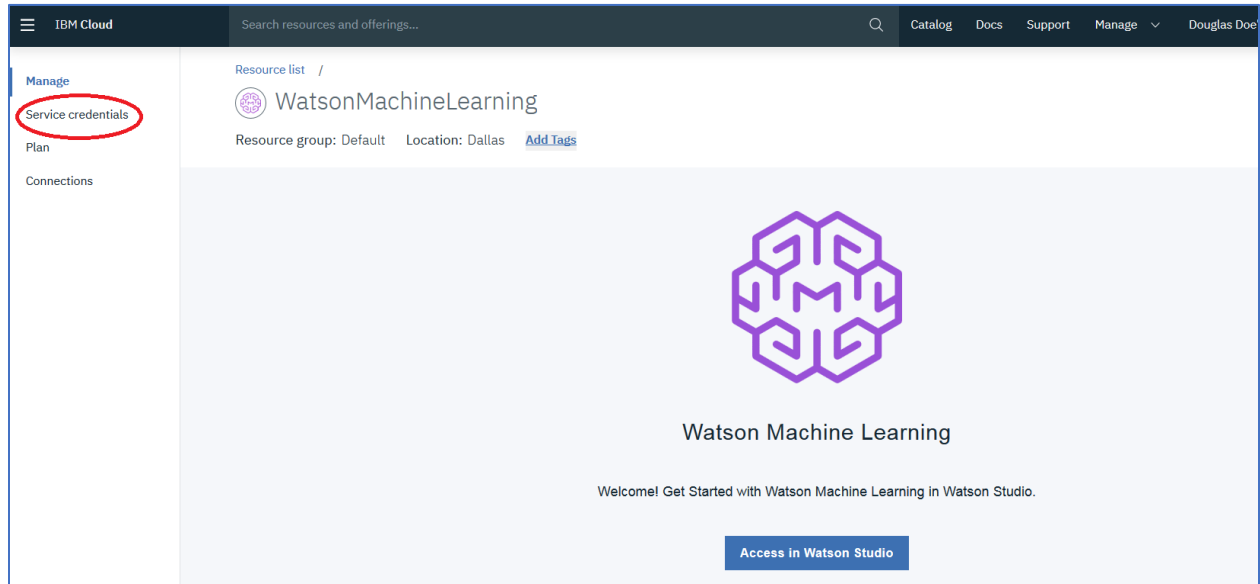 IBM Cloud
Search resources and offerings...
Catalog
Docs
Support
Manage
Douglas Doe'
Manage
Service credentials
Plan
Connections
Resource list /
WatsonMachineLearning
Resource group: Default Location: Dallas Add Tags
Watson Machine Learning
Welcome! Get Started with Watson Machine Learning in Watson Studio.
Access in Watson Studio